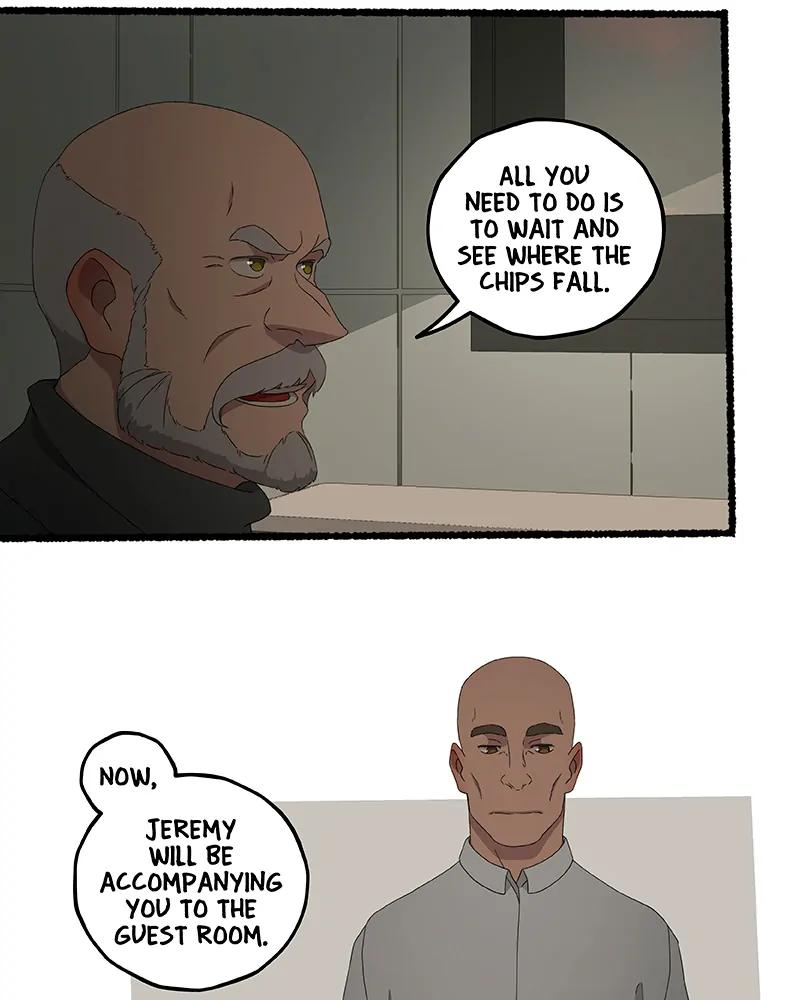 ALL YOU
NEED TO DO IS
TO WAIT AND
SEE WHERE THE
CHIPS FALL.
NOW,
JEREMY
WILL BE
ACCOMPANYING
YOU TO THE
GUEST ROOM.